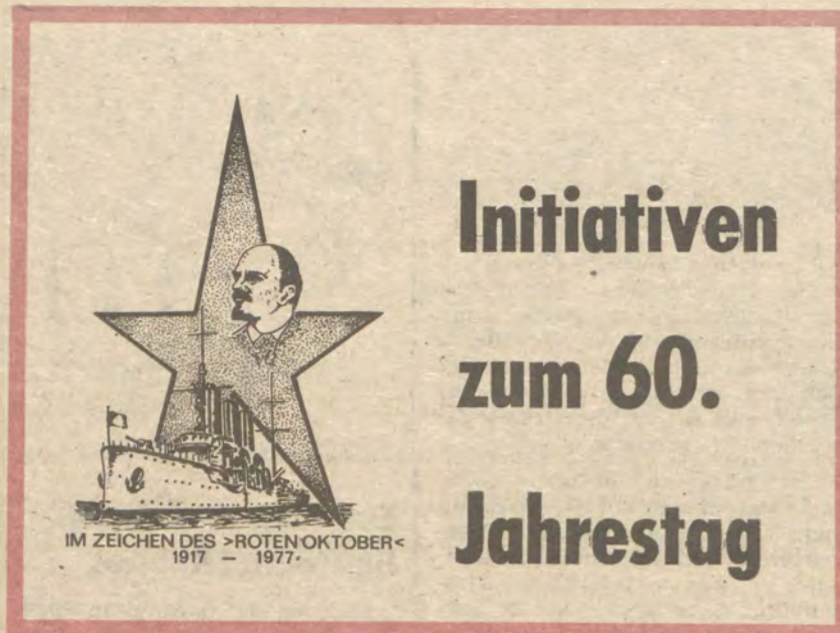 Initiativen
zum 60.
Jahrestag
IM ZEICHEN DES >ROTEN OKTOBER<
1917 — 1977